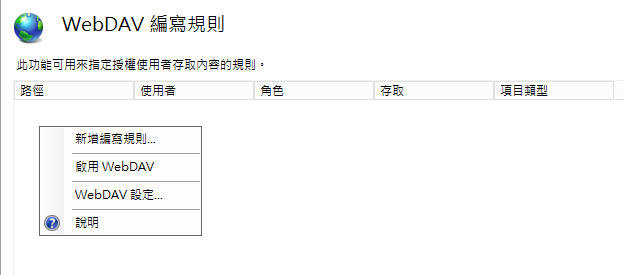 WebDAV 編寫規則
此功能可用來指定授權使用者存取內容的規則。
路徑 使用者 角色 存取 項目類型
新增編寫規則...
啟用 WebDAV
WebDAV 設定...
說明